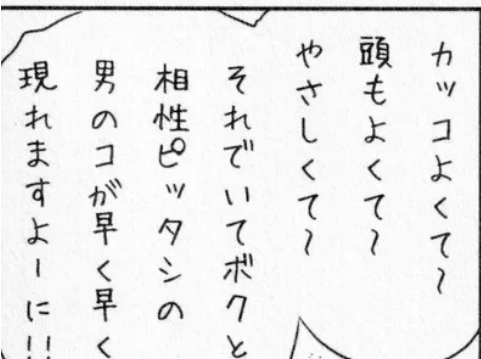 カッコよくて～
頭もよくて～
やさしくて～
それでいてボクと
相性ピッタシの
男のコが早く早く
現れますよーに!!